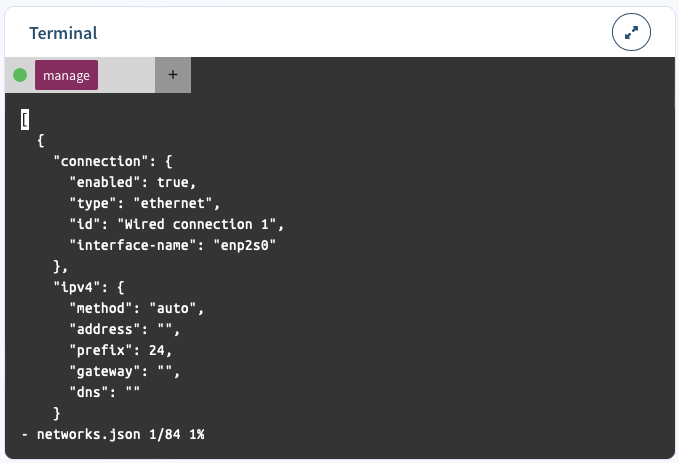 Terminal
manage +
[
  {
    "connection": {
      "enabled": true,
      "type": "ethernet",
      "id": "Wired connection 1",
      "interface-name": "enp2s0"
    },
    "ipv4": {
      "method": "auto",
      "address": "",
      "prefix": 24,
      "gateway": "",
      "dns": ""
    }
- networks.json 1/84 1%